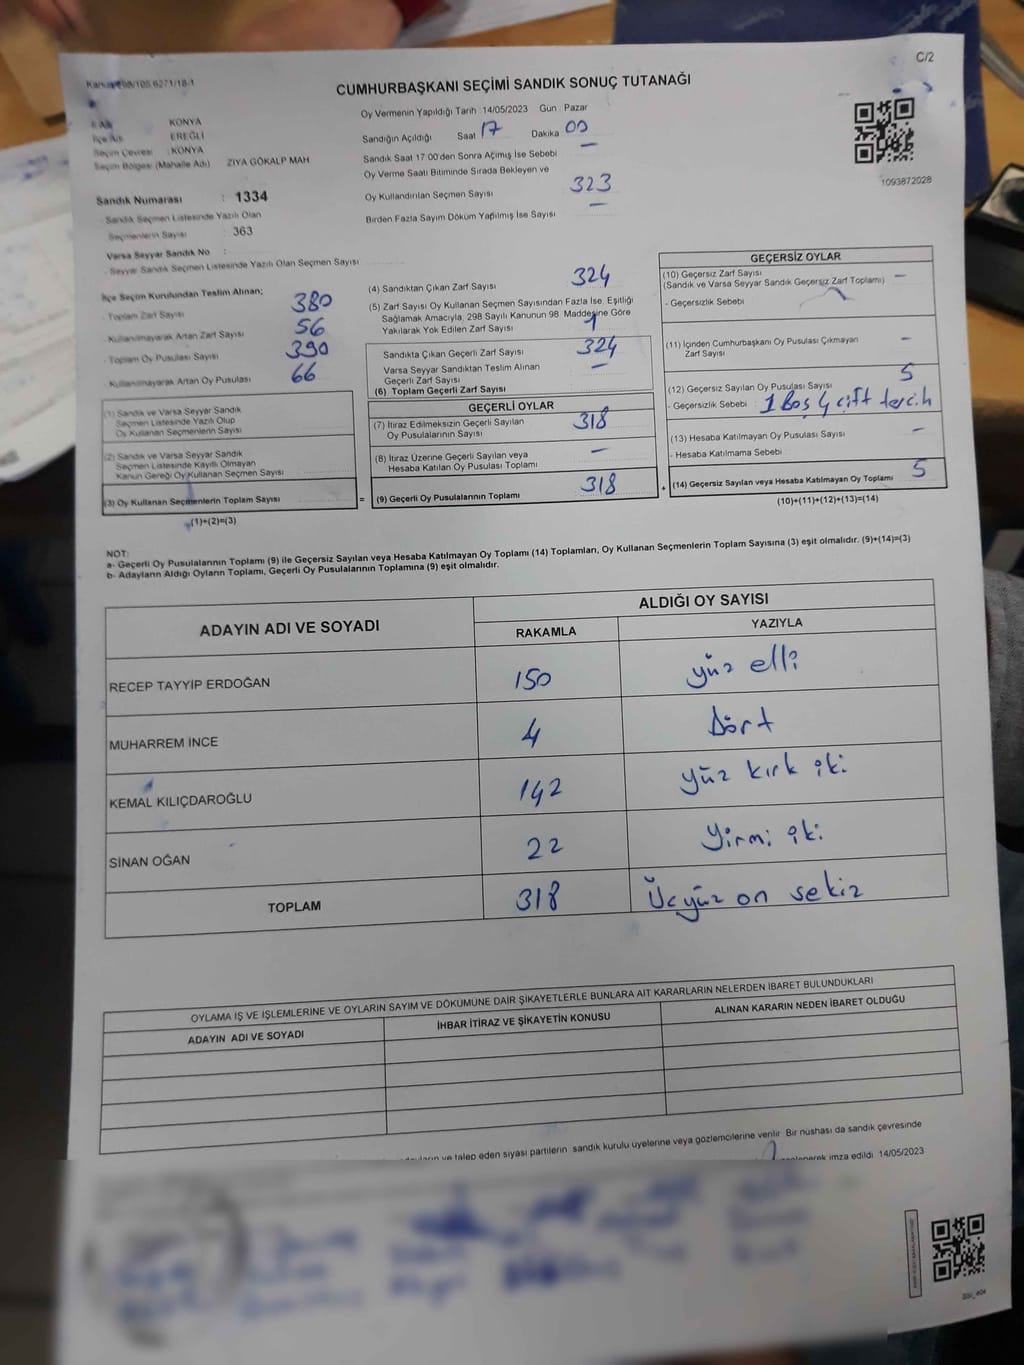 C/2
Kanun 298/105 6271/18-1
CUMHURBAŞKANI SEÇİMİ SANDIK SONUÇ TUTANAĞI
İl Adı KONYA
İlçe Adı EREĞLİ
Seçim Çevresi : KONYA
Seçim Bölgesi (Mahalle Adı) ZIYA GÖKALP MAH
Sandık Numarası : 1334
- Sandık Seçmen Listesinde Yazılı Olan
Seçmenlerin Sayısı : 363
Varsa Seyyar Sandık No :
- Seyyar Sandık Seçmen Listesinde Yazılı Olan Seçmen Sayısı
Oy Vermenin Yapıldığı Tarih : 14/05/2023 Gün : Pazar
Sandığın Açıldığı Saat 17 Dakika 00
Sandık Saat 17:00'den Sonra Açımış İse Sebebi —
Oy Verme Saati Bitiminde Sırada Bekleyen ve
Oy Kullandırılan Seçmen Sayısı 323
Birden Fazla Sayım Döküm Yapılmış İse Sayısı —
1093872028
İlçe Seçim Kurulundan Teslim Alınan;
- Toplam Zarf Sayısı 380
- Kullanılmayarak Artan Zarf Sayısı 56
- Toplam Oy Pusulası Sayısı 390
- Kullanılmayarak Artan Oy Pusulası 66
(1) Sandık ve Varsa Seyyar Sandık
Seçmen Listesinde Yazılı Olup
Oy Kullanan Seçmenlerin Sayısı
(2) Sandık ve Varsa Seyyar Sandık
Seçmen Listesinde Kayıtlı Olmayan
Kanun Gereği Oy Kullanan Seçmen Sayısı
(3) Oy Kullanan Seçmenlerin Toplam Sayısı
(1)+(2)=(3)
(4) Sandıktan Çıkan Zarf Sayısı 324
(5) Zarf Sayısı Oy Kullanan Seçmen Sayısından Fazla İse, Eşitliği
Sağlamak Amacıyla, 298 Sayılı Kanunun 98. Maddesine Göre
Yakılarak Yok Edilen Zarf Sayısı 1
Sandıkta Çıkan Geçerli Zarf Sayısı 324
Varsa Seyyar Sandıktan Teslim Alınan
Geçerli Zarf Sayısı —
(6) Toplam Geçerli Zarf Sayısı
=
GEÇERLİ OYLAR
(7) İtiraz Edilmeksizin Geçerli Sayılan
Oy Pusulalarının Sayısı 318
(8) İtiraz Üzerine Geçerli Sayılan veya
Hesaba Katılan Oy Pusulası Toplamı —
(9) Geçerli Oy Pusulalarının Toplamı 318
+
GEÇERSİZ OYLAR
(10) Geçersiz Zarf Sayısı —
(Sandık ve Varsa Seyyar Sandık Geçersiz Zarf Toplamı)
- Geçersizlik Sebebi
(11) İçinden Cumhurbaşkanı Oy Pusulası Çıkmayan
Zarf Sayısı —
(12) Geçersiz Sayılan Oy Pusulası Sayısı 5
- Geçersizlik Sebebi : 1 Boş 4 çift tercih
(13) Hesaba Katılmayan Oy Pusulası Sayısı —
- Hesaba Katılmama Sebebi
(14) Geçersiz Sayılan veya Hesaba Katılmayan Oy Toplamı 5
(10)+(11)+(12)+(13)=(14)
NOT:
a- Geçerli Oy Pusulalarının Toplamı (9) ile Geçersiz Sayılan veya Hesaba Katılmayan Oy Toplamı (14) Toplamları, Oy Kullanan Seçmenlerin Toplam Sayısına (3) eşit olmalıdır. (9)+(14)=(3)
b- Adayların Aldığı Oyların Toplamı, Geçerli Oy Pusulalarının Toplamına (9) eşit olmalıdır.
ADAYIN ADI VE SOYADI
ALDIĞI OY SAYISI
RAKAMLA YAZIYLA
RECEP TAYYİP ERDOĞAN 150 yüz elli
MUHARREM İNCE 4 Dört
KEMAL KILIÇDAROĞLU 142 yüz kırk iki
SİNAN OĞAN 22 Yirmi iki
TOPLAM 318 Üçyüz on sekiz
OYLAMA İŞ VE İŞLEMLERİNE VE OYLARIN SAYIM VE DÖKÜMÜNE DAİR ŞİKAYETLERLE BUNLARA AİT KARARLARIN NELERDEN İBARET BULUNDUKLARI
ADAYIN ADI VE SOYADI İHBAR İTİRAZ VE ŞİKAYETİN KONUSU ALINAN KARARIN NEDEN İBARET OLDUĞU
ve talep eden siyasi partilerin sandık kurulu üyelerine veya gözlemcilerine verilir. Bir nüshası da sandık çevresinde
imza edildi. 14/05/2023